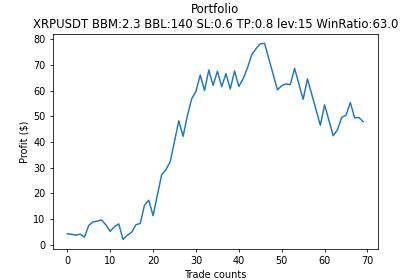 Portfolio
XRPUSDT BBM:2.3 BBL:140 SL:0.6 TP:0.8 lev:15 WinRatio:63.0
80
70
60
50
40
30
20
10
0
Profit ($)
0 10 20 30 40 50 60 70
Trade counts